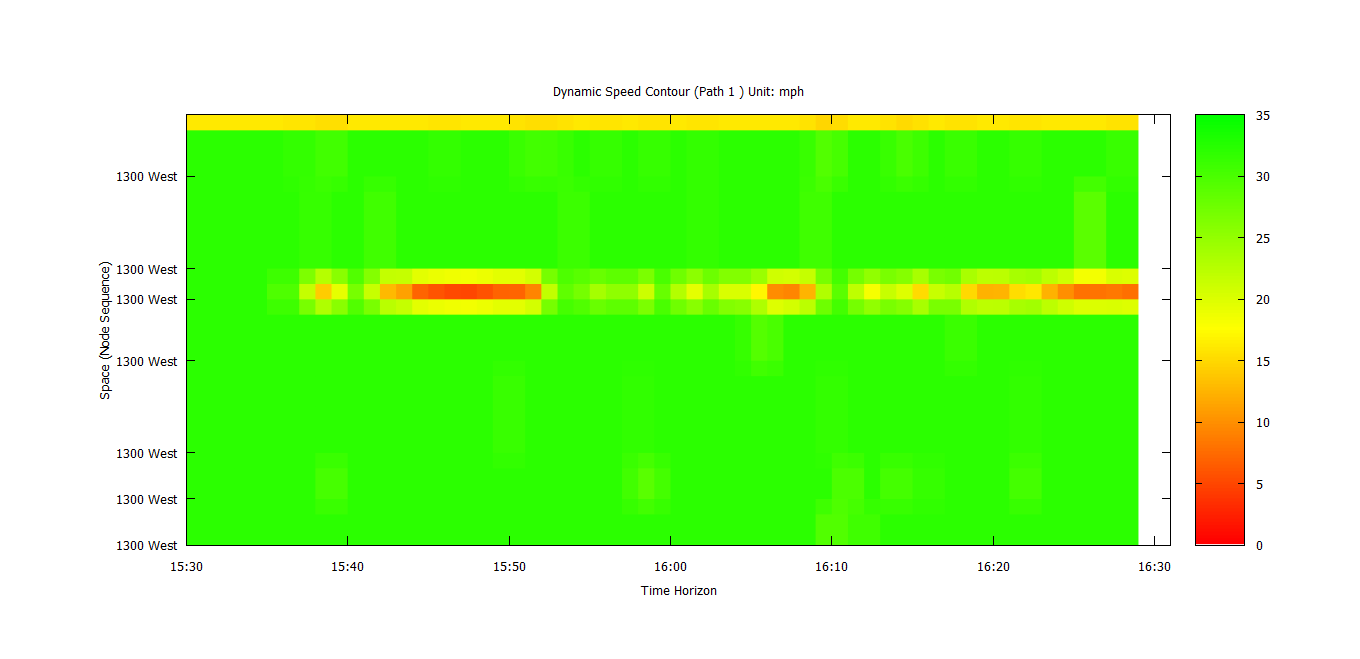 Dynamic Speed Contour (Path 1 ) Unit: mph
35
30
25
20
15
10
5
0
1300 West
1300 West
1300 West
1300 West
1300 West
1300 West
1300 West
Space (Node Sequence)
15:30 15:40 15:50 16:00 16:10 16:20 16:30
Time Horizon